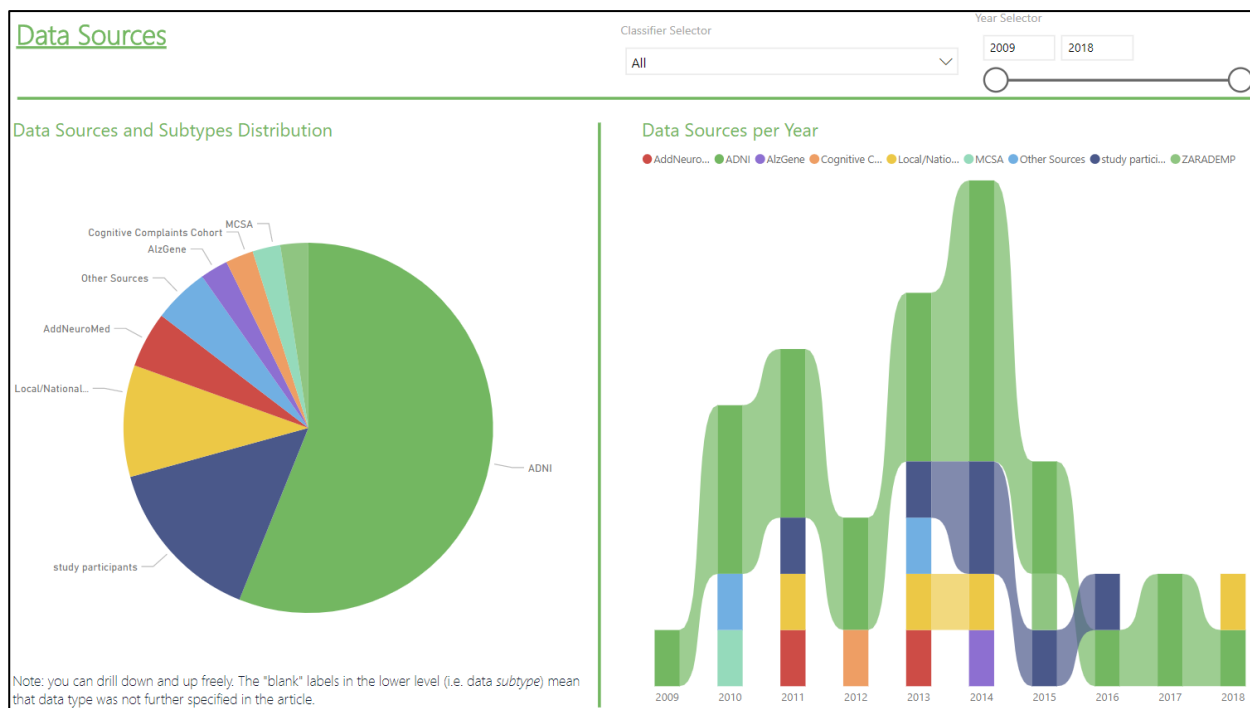 Data Sources
Classifier Selector
All
Year Selector
2009
2018
Data Sources and Subtypes Distribution
MCSA
Cognitive Complaints Cohort
AlzGene
Other Sources
AddNeuroMed
Local/National...
study participants
ADNI
Note: you can drill down and up freely. The "blank" labels in the lower level (i.e. data subtype) mean
that data type was not further specified in the article.
Data Sources per Year
AddNeuro... ADNI AlzGene Cognitive C... Local/Natio... MCSA Other Sources study partici... ZARADEMP
2009 2010 2011 2012 2013 2014 2015 2016 2017 2018